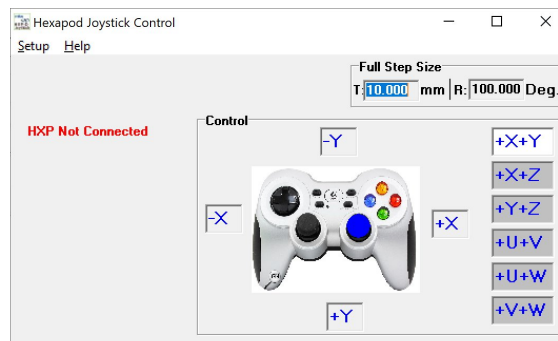 Hexapod Joystick Control
Setup Help
Full Step Size
T: 10.000 mm R: 100.000 Deg.
HXP Not Connected
Control
-Y
+X+Y
+X+Z
-X
+X
+Y+Z
+U+V
+U+W
+Y
+V+W